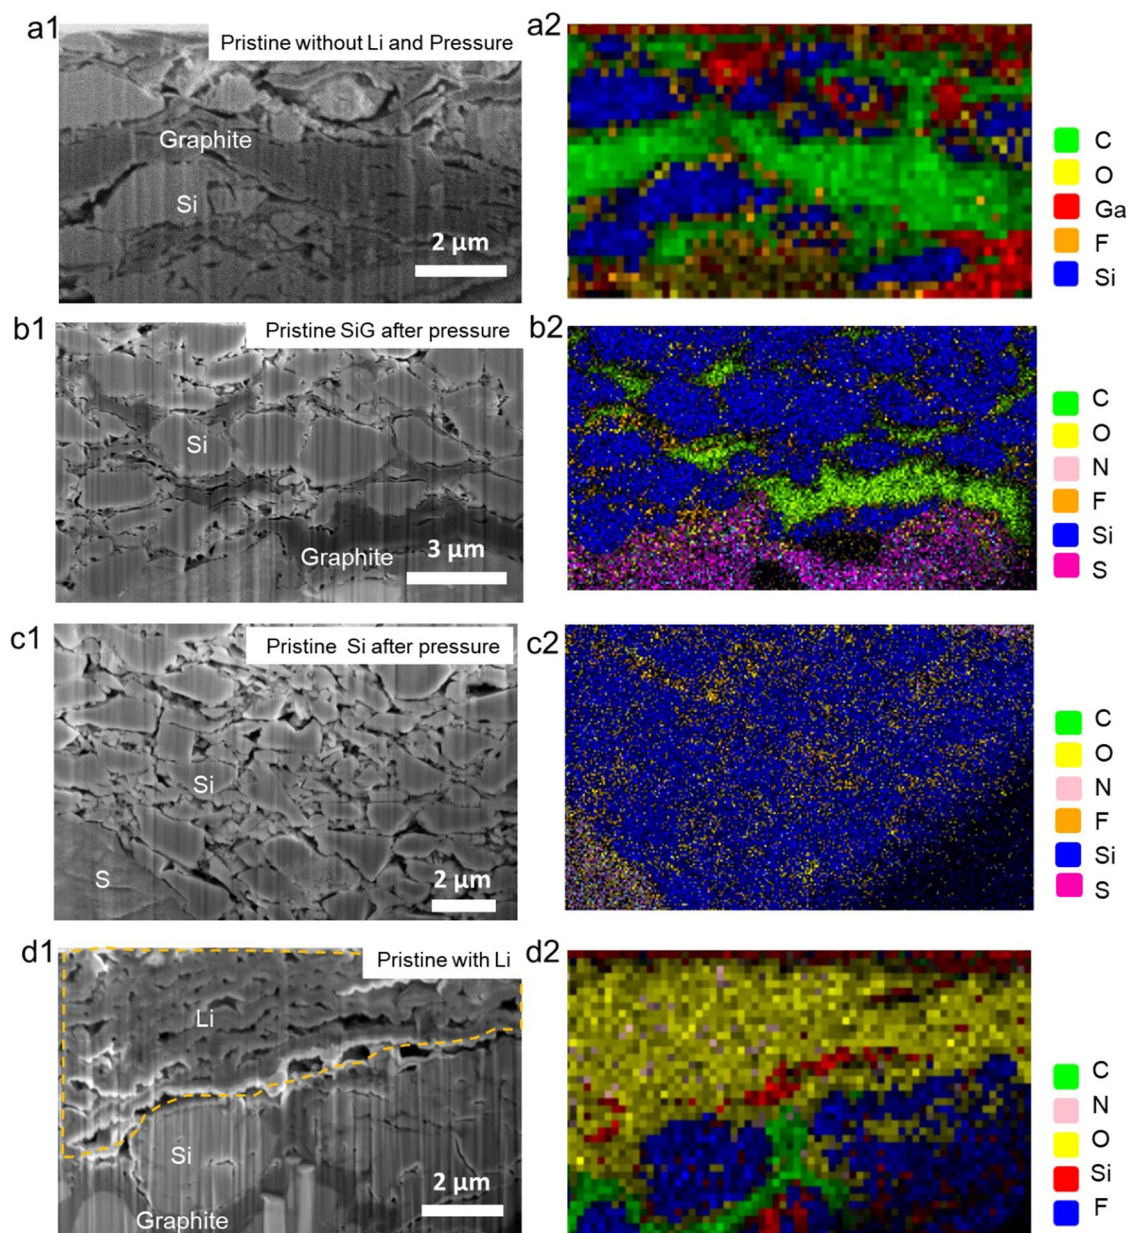 a1
Pristine without Li and Pressure
Graphite
Si
2 µm
a2
C
O
Ga
F
Si
b1
Pristine SiG after pressure
Si
Graphite
3 µm
b2
C
O
N
F
Si
S
c1
Pristine Si after pressure
Si
S
2 µm
c2
C
O
N
F
Si
S
d1
Pristine with Li
Li
Si
Graphite
2 µm
d2
C
N
O
Si
F